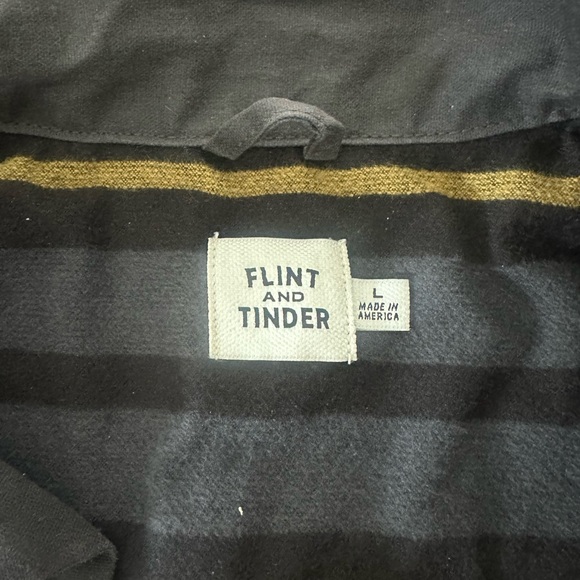 FLINT
AND
TINDER
L
MADE IN
AMERICA